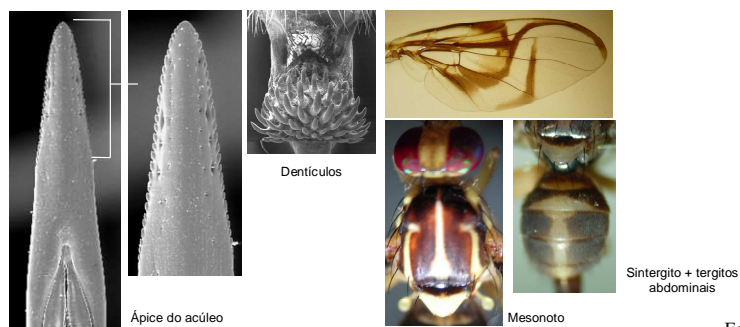 Dentículos
Sintergito + tergitos
abdominais
Ápice do acúleo
Mesonoto